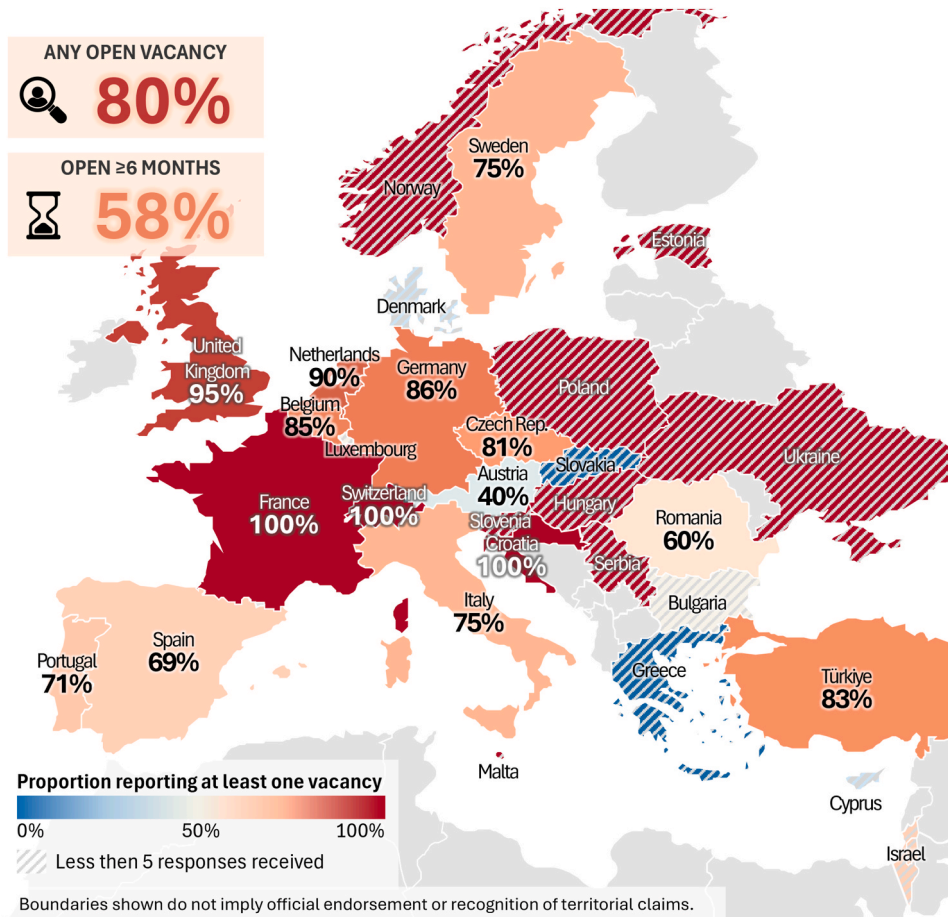 ANY OPEN VACANCY
80%
OPEN ≥6 MONTHS
58%
Sweden
75%
Norway
Estonia
Denmark
United
Kingdom
95%
Netherlands
90%
Germany
86%
Belgium
85%
Poland
Czech Rep.
81%
Luxembourg
Slovakia
Ukraine
Austria
40%
France
100%
Switzerland
100%
Hungary
Slovenia
Croatia
100%
Romania
60%
Serbia
Bulgaria
Italy
75%
Spain
69%
Portugal
71%
Greece
Türkiye
83%
Malta
Cyprus
Israel
Proportion reporting at least one vacancy
0% 50% 100%
Less then 5 responses received
Boundaries shown do not imply official endorsement or recognition of territorial claims.